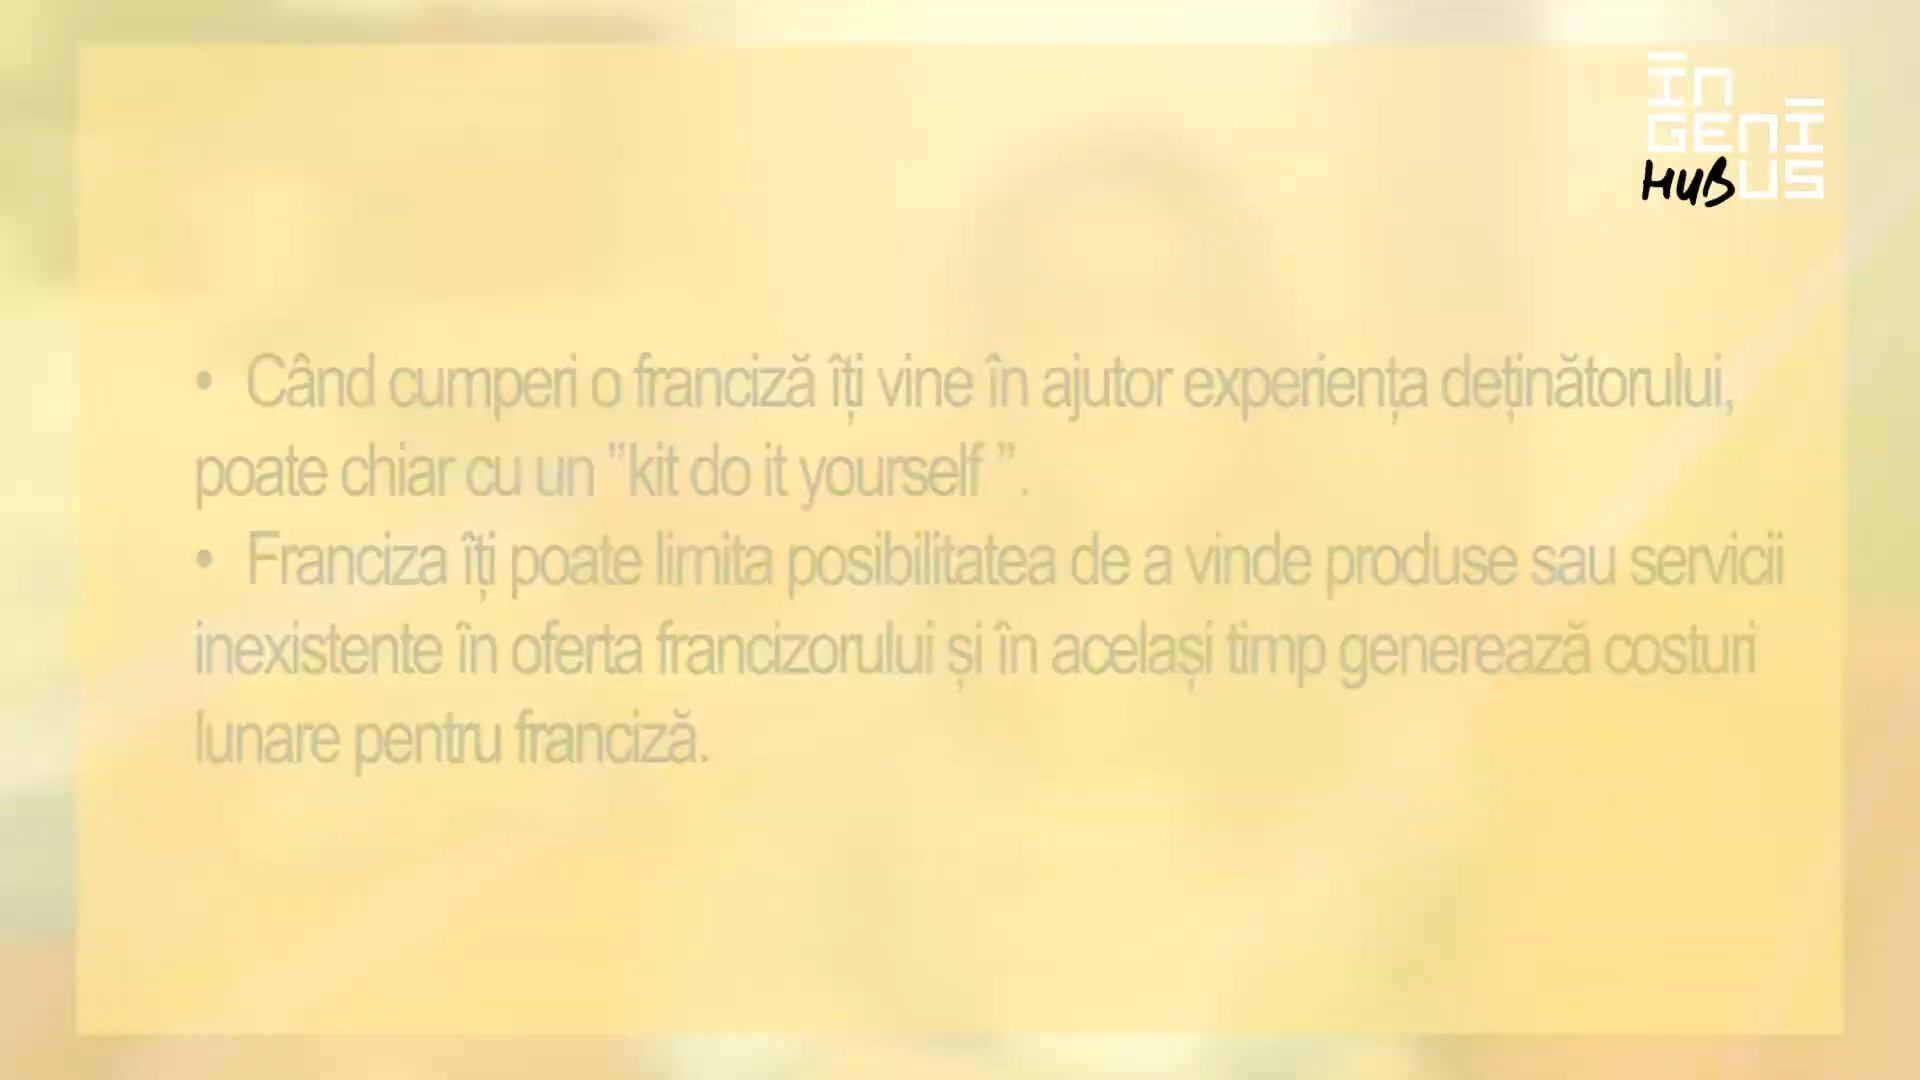 IN
GENI
HUB US
• Când cumperi o franciză îți vine în ajutor experiența deținătorului,
poate chiar cu un "kit do it yourself ”.
• Franciza îți poate limita posibilitatea de a vinde produse sau servicii
inexistente în oferta francizorului și în același timp generează costuri
lunare pentru franciză.